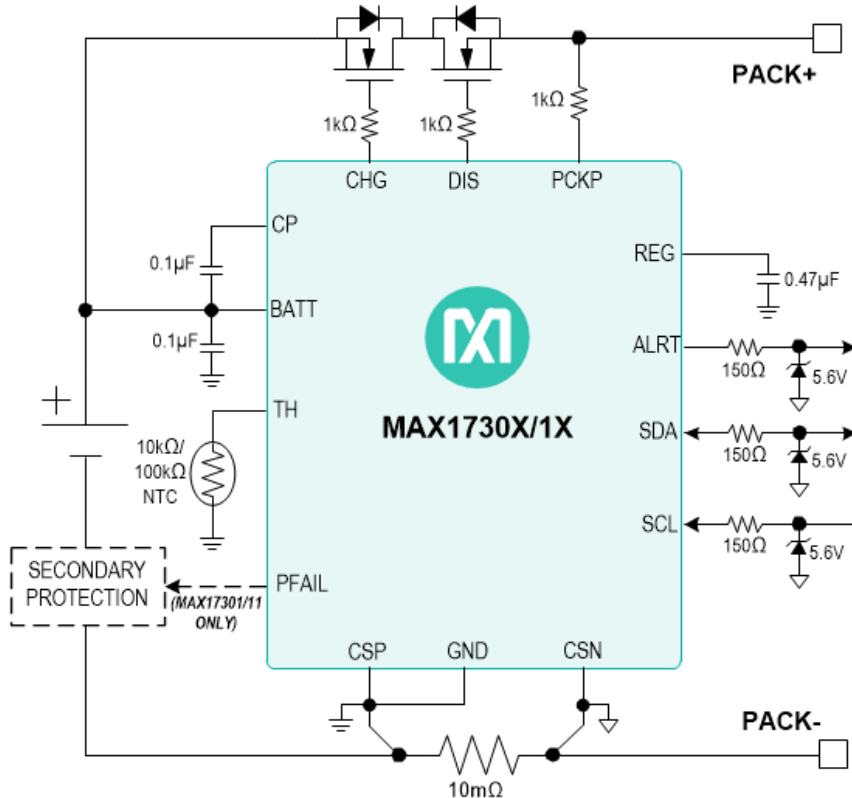 PACK+
1kΩ
1kΩ
1kΩ
CHG
DIS
PCKP
CP
REG
0.1µF
0.47µF
BATT
0.1µF
ALRT
150Ω
5.6V
TH
MAX1730X/1X
SDA
10kΩ/
100kΩ
NTC
150Ω
5.6V
SCL
150Ω
5.6V
SECONDARY
PROTECTION
PFAIL
(MAX17301/11
ONLY)
CSP
GND
CSN
PACK-
10mΩ